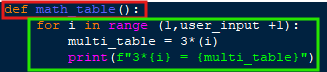 def math_table():
for i in range (1,user_input +1):
multi_table = 3*(i)
print(f"3*{i} = {multi_table}")